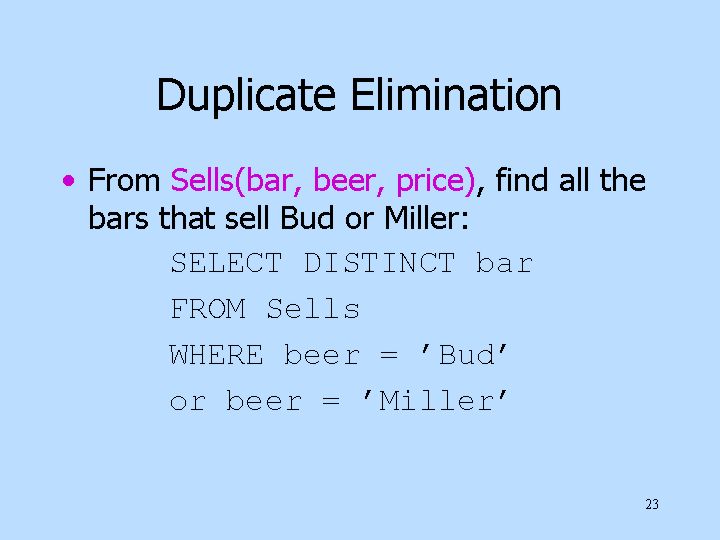 Duplicate Elimination
• From Sells(bar, beer, price), find all the
bars that sell Bud or Miller:
SELECT DISTINCT bar
FROM Sells
WHERE beer = ’Bud’
or beer = ’Miller’
23